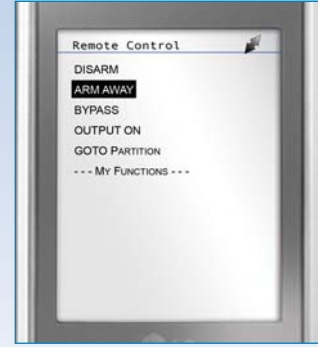 Remote Control
DISARM
ARM AWAY
BYPASS
OUTPUT ON
GOTO PARTITION
- - - MY FUNCTIONS - - -